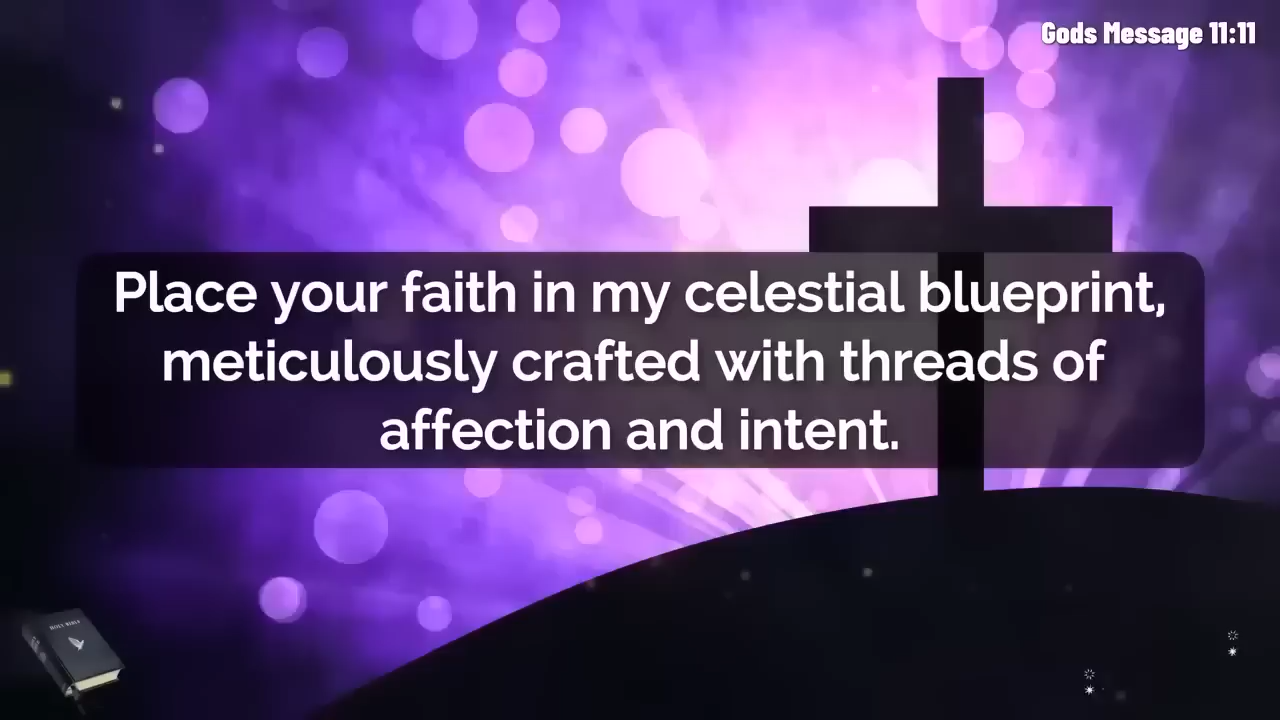 Gods Message 11:11
Place your faith in my celestial blueprint,
meticulously crafted with threads of
affection and intent.
HOLY BIBLE